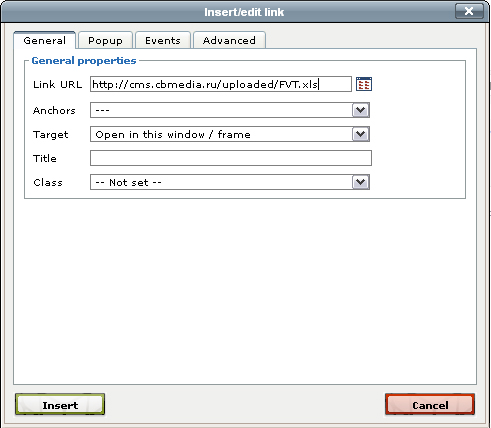 Insert/edit link
General Popup Events Advanced
General properties
Link URL http://cms.cbmedia.ru/uploaded/FVT.xls
Anchors ---
Target Open in this window / frame
Title
Class -- Not set --
Insert Cancel